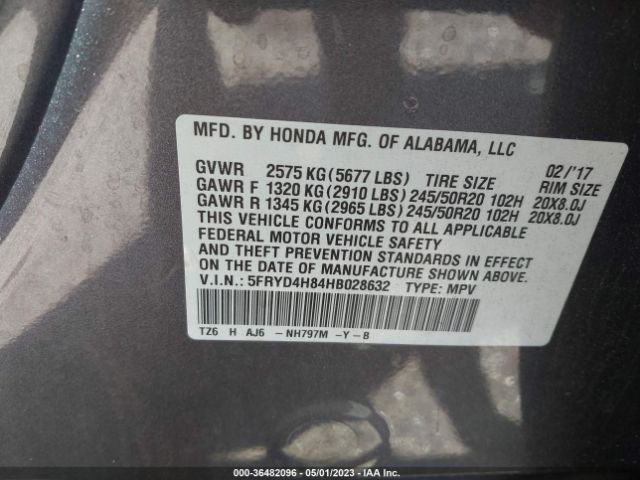 MFD. BY HONDA MFG. OF ALABAMA, LLC
GVWR 2575 KG(5677 LBS) TIRE SIZE 02/'17 RIM SIZE
GAWR F 1320 KG(2910 LBS)245/50R20 102H 20X8.0J
GAWR R 1345 KG(2965 LBS)245/50R20 102H 20X8.0J
THIS VEHICLE CONFORMS TO ALL APPLICABLE
FEDERAL MOTOR VEHICLE SAFETY
AND THEFT PREVENTION STANDARDS IN EFFECT
ON THE DATE OF MANUFACTURE SHOWN ABOVE.
V.I.N.: 5FRYD4H84HB028632 TYPE: MPV
TZ6 H AJ6 -NH797M -Y-B
000-36482096 - 05/01/2023 - IAA Inc.